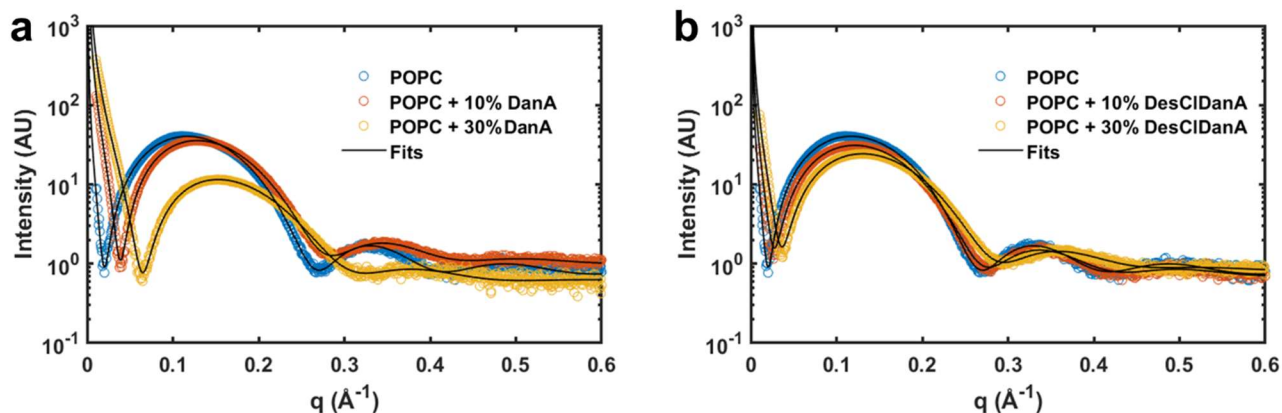 a
10³
10²
10¹
10⁰
10⁻¹
Intensity (AU)
POPC
POPC + 10% DanA
POPC + 30% DanA
Fits
0 0.1 0.2 0.3 0.4 0.5 0.6
q (Å⁻¹)
b
10³
10²
10¹
10⁰
10⁻¹
Intensity (AU)
POPC
POPC + 10% DesClDanA
POPC + 30% DesClDanA
Fits
0 0.1 0.2 0.3 0.4 0.5 0.6
q (Å⁻¹)